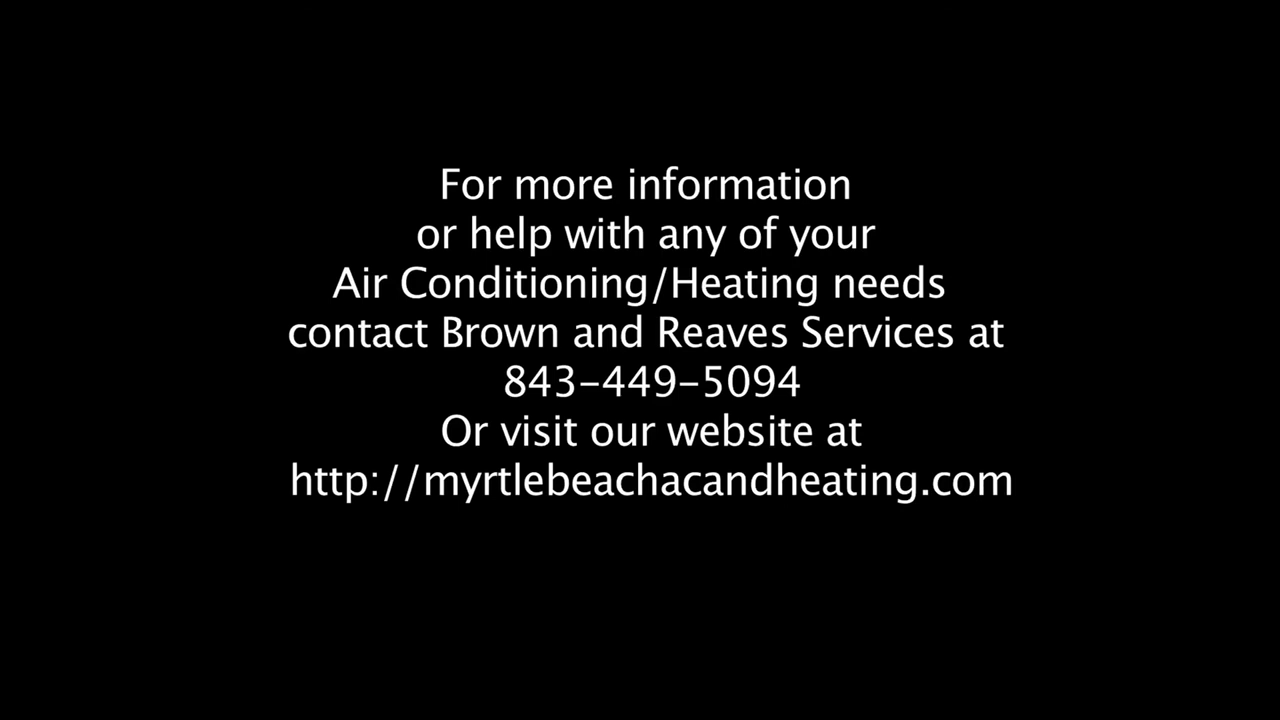 For more information
or help with any of your
Air Conditioning/Heating needs
contact Brown and Reaves Services at
843-449-5094
Or visit our website at
http://myrtlebeachacandheating.com